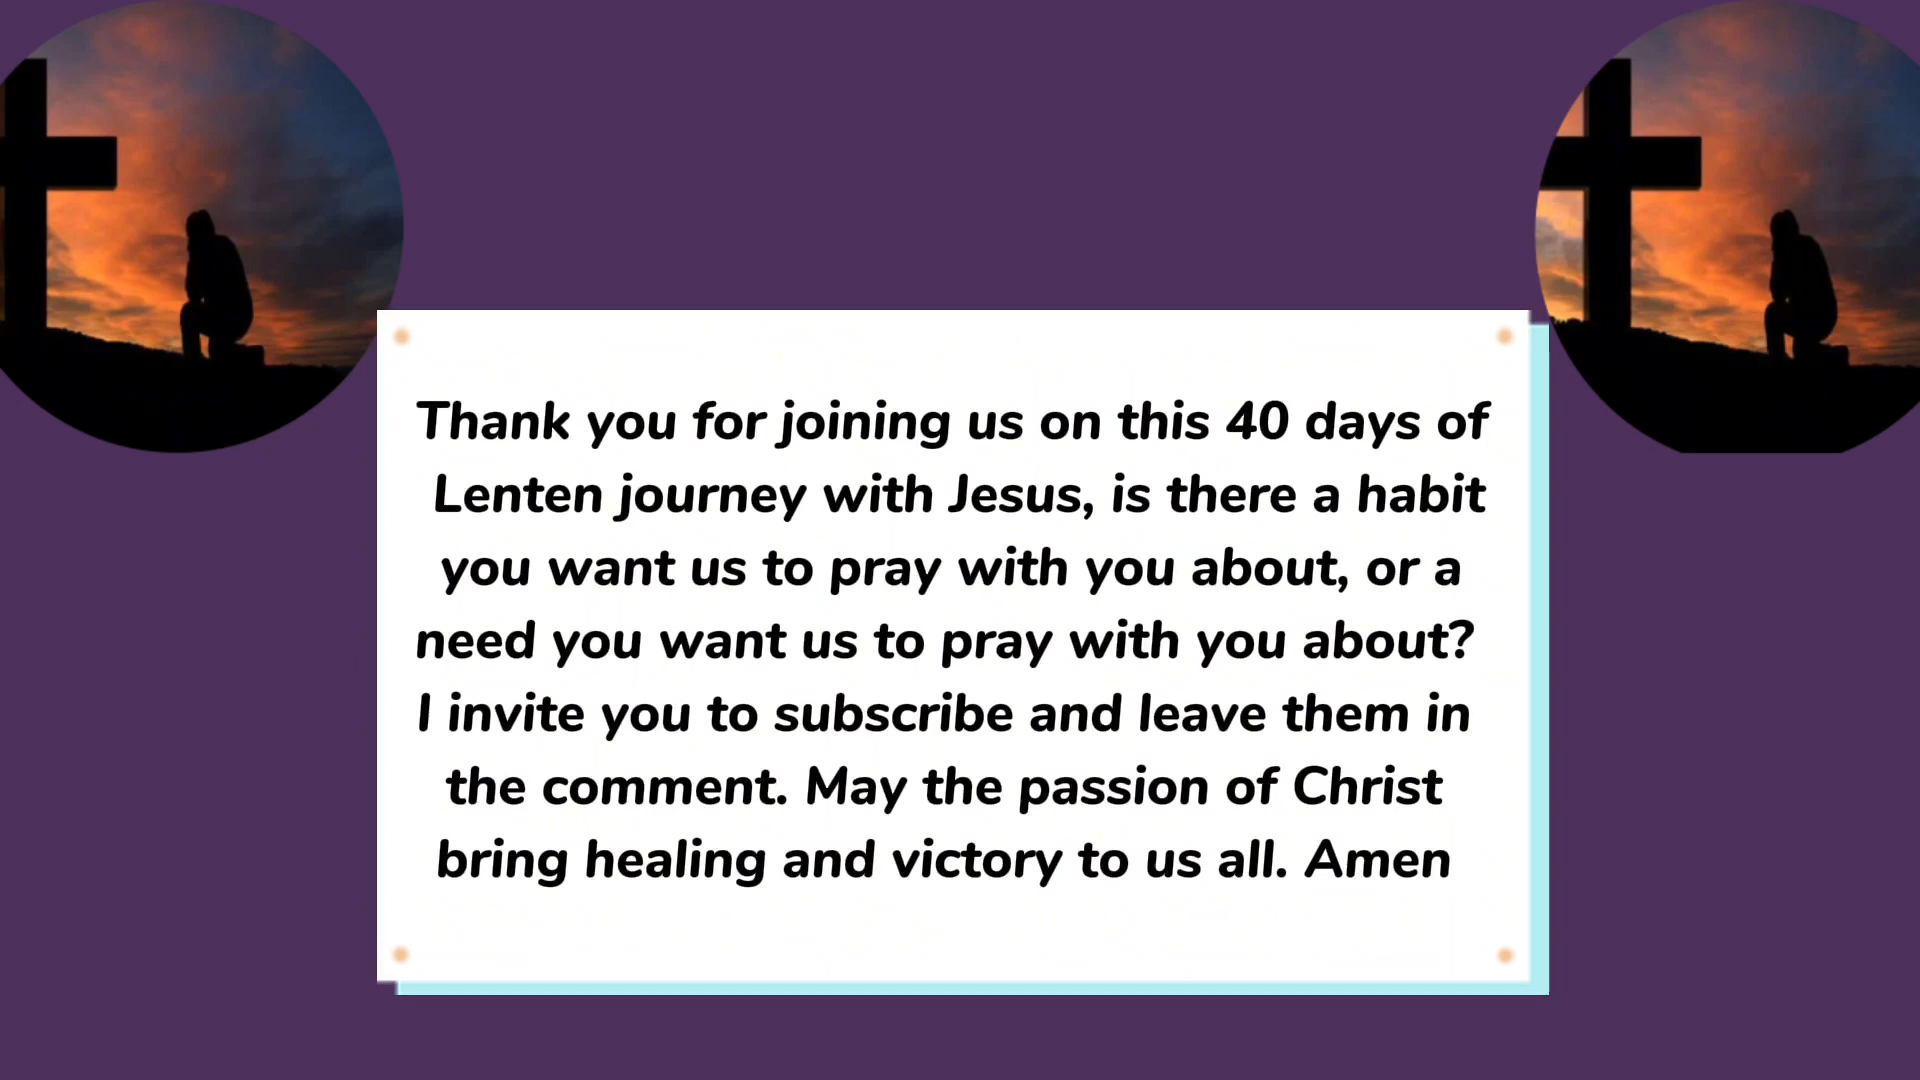 Thank you for joining us on this 40 days of
Lenten journey with Jesus, is there a habit
you want us to pray with you about, or a
need you want us to pray with you about?
I invite you to subscribe and leave them in
the comment. May the passion of Christ
bring healing and victory to us all. Amen